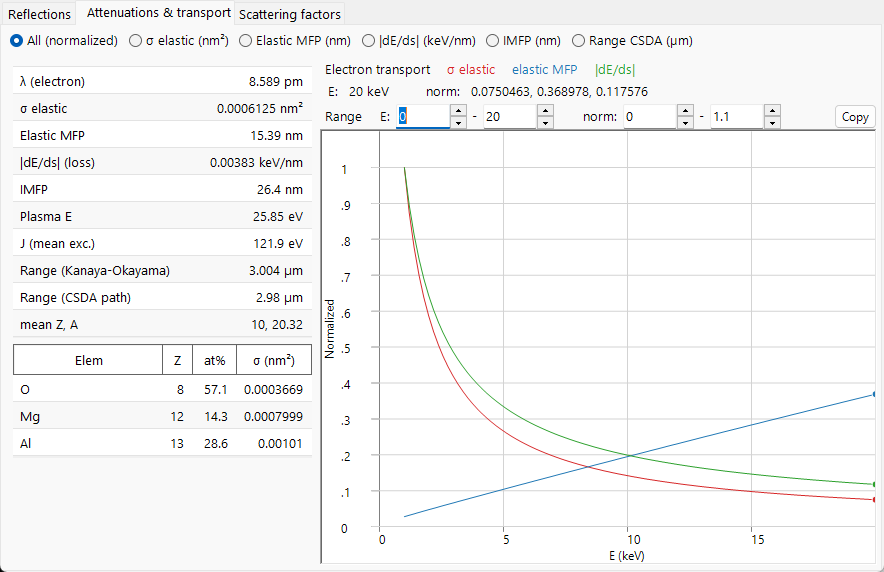 Reflections Attenuations & transport Scattering factors
All (normalized) σ elastic (nm²) Elastic MFP (nm) |dE/ds| (keV/nm) IMFP (nm) Range CSDA (µm)
λ (electron) 8.589 pm
σ elastic 0.0006125 nm²
Elastic MFP 15.39 nm
|dE/ds| (loss) 0.00383 keV/nm
IMFP 26.4 nm
Plasma E 25.85 eV
J (mean exc.) 121.9 eV
Range (Kanaya-Okayama) 3.004 µm
Range (CSDA path) 2.98 µm
mean Z, A 10, 20.32
Elem Z at% σ (nm²)
O 8 57.1 0.0003669
Mg 12 14.3 0.0007999
Al 13 28.6 0.00101
Electron transport σ elastic elastic MFP |dE/ds|
E: 20 keV norm: 0.0750463, 0.368978, 0.117576
Range E: 0 - 20 norm: 0 - 1.1 Copy
Normalized
1
.9
.8
.7
.6
.5
.4
.3
.2
.1
0
0 5 10 15
E (keV)